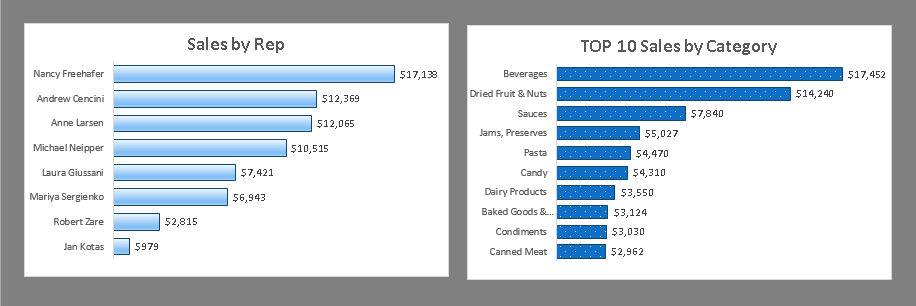 Sales by Rep
Nancy Freehafer $17,138
Andrew Cencini $12,369
Anne Larsen $12,065
Michael Neipper $10,515
Laura Giussani $7,421
Mariya Sergienko $6,943
Robert Zare $2,815
Jan Kotas $979
TOP 10 Sales by Category
Beverages $17,452
Dried Fruit & Nuts $14,240
Sauces $7,840
Jams, Preserves $5,027
Pasta $4,470
Candy $4,310
Dairy Products $3,550
Baked Goods &... $3,124
Condiments $3,030
Canned Meat $2,962